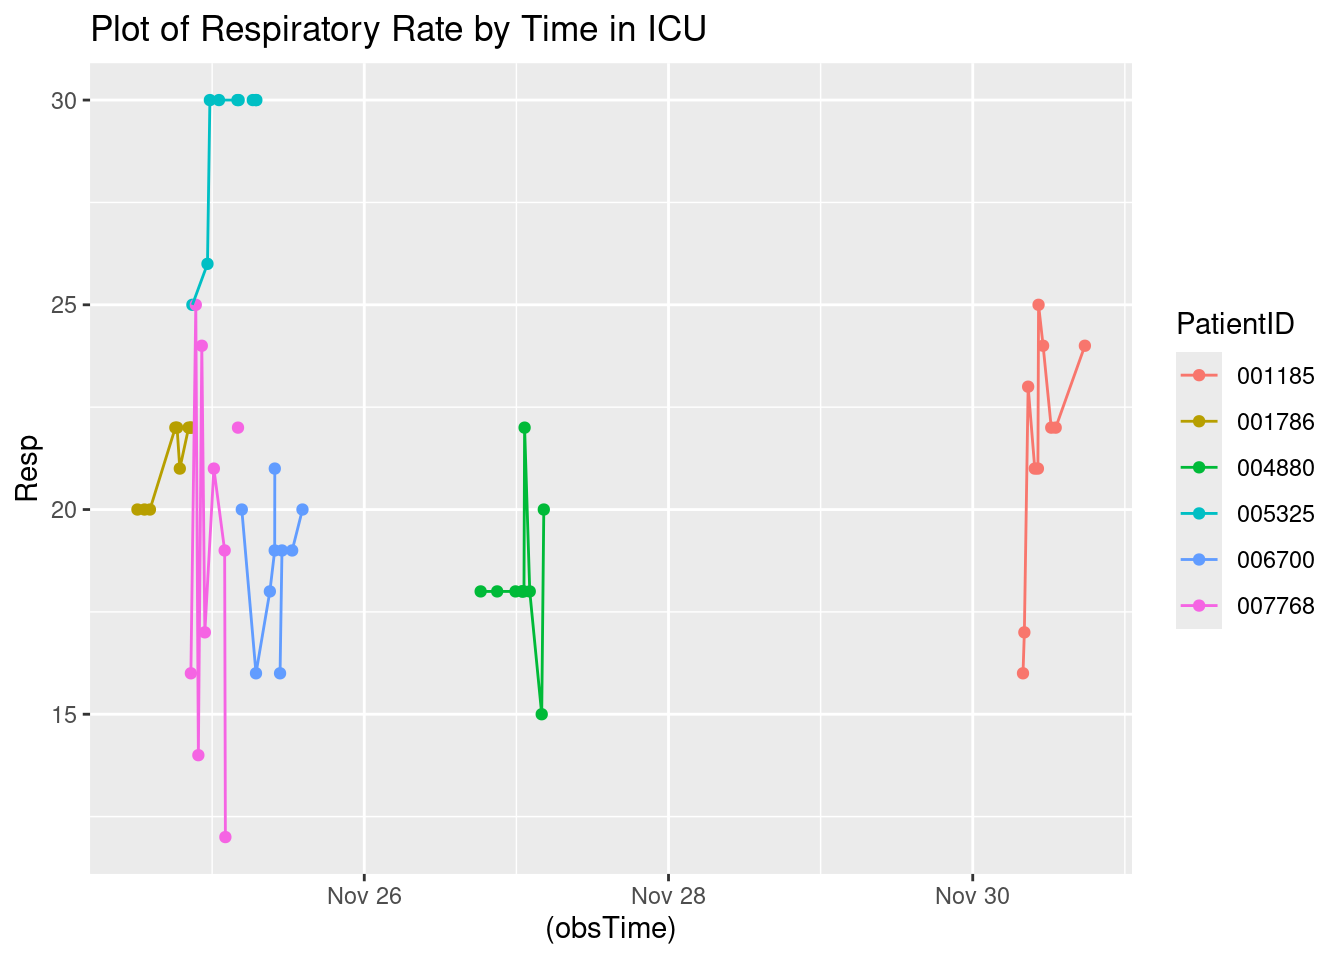 Plot of Respiratory Rate by Time in ICU
30
25
20
15
Resp
Nov 26
Nov 28
Nov 30
(obsTime)
PatientID
001185
001786
004880
005325
006700
007768